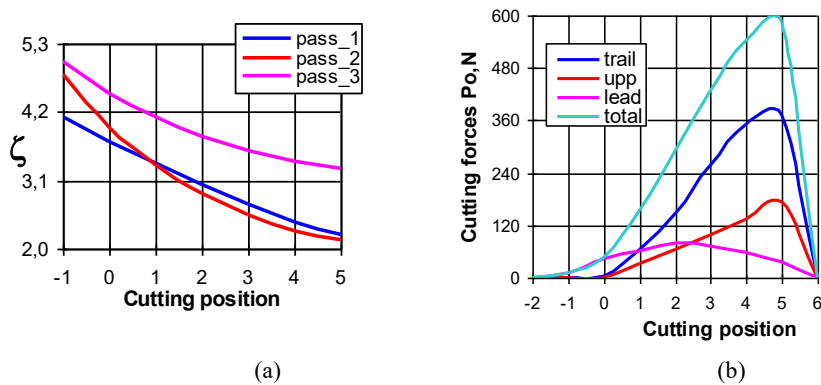 5,3
4,2
3,1
2,0
ζ
pass_1
pass_2
pass_3
-1 0 1 2 3 4 5
Cutting position
(a)
600
480
360
240
120
0
Cutting forces Po,N
trail
upp
lead
total
-2 -1 0 1 2 3 4 5 6
Cutting position
(b)